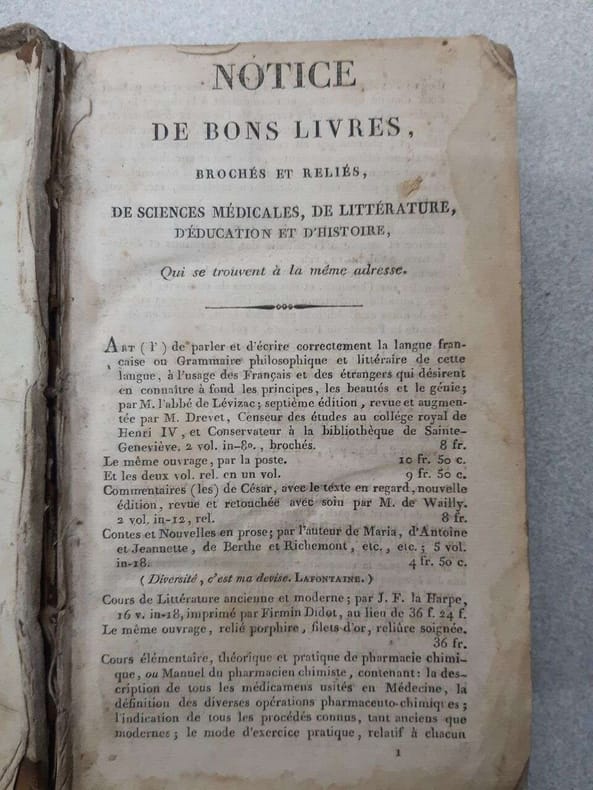 NOTICE
DE BONS LIVRES,
BROCHÉS ET RELIÉS,
DE SCIENCES MÉDICALES, DE LITTÉRATURE,
D'ÉDUCATION ET D'HISTOIRE,
Qui se trouvent à la même adresse.
ART (l') de parler et d'écrire correctement la langue fran-
çaise ou Grammaire philosophique et littéraire de cette
langue, à l'usage des Français et des étrangers qui désirent
en connaître à fond les principes, les beautés et le génie;
par M. l'abbé de Lévizac; septième édition, revue et augmen-
tée par M. Drevet, Censeur des études au collége royal de
Henri IV, et Conservateur à la bibliothèque de Sainte-
Geneviève. 2 vol. in-8o., brochés. 8 fr.
Le même ouvrage, par la poste. 10 fr. 50 c.
Et les deux vol. rel. en un vol. 9 fr. 50 c.
Commentaires (les) de César, avec le texte en regard, nouvelle
édition, revue et retouchée avec soin par M. de Wailly.
2 vol. in-12, rel. 8 fr.
Contes et Nouvelles en prose; par l'auteur de Maria, d'Antoine
et Jeannette, de Berthe et Richemont, etc., etc.; 5 vol.
in-18. 4 fr. 50 c.
(Diversité, c'est ma devise. LAFONTAINE.)
Cours de Littérature ancienne et moderne; par J. F. la Harpe,
16 v. in-18, imprimé par Firmin Didot, au lieu de 36 f. 24 f.
Le même ouvrage, relié porphire, filets d'or, reliûre soignée.
36 fr.
Cours élémentaire, théorique et pratique de pharmacie chimi-
que, ou Manuel du pharmacien chimiste, contenant: la des-
cription de tous les médicamens usités en Médecine, la
définition des diverses opérations pharmaceuto-chimiques;
l'indication de tous les procédés connus, tant anciens que
modernes; le mode d'exercice pratique, relatif à chacun
1